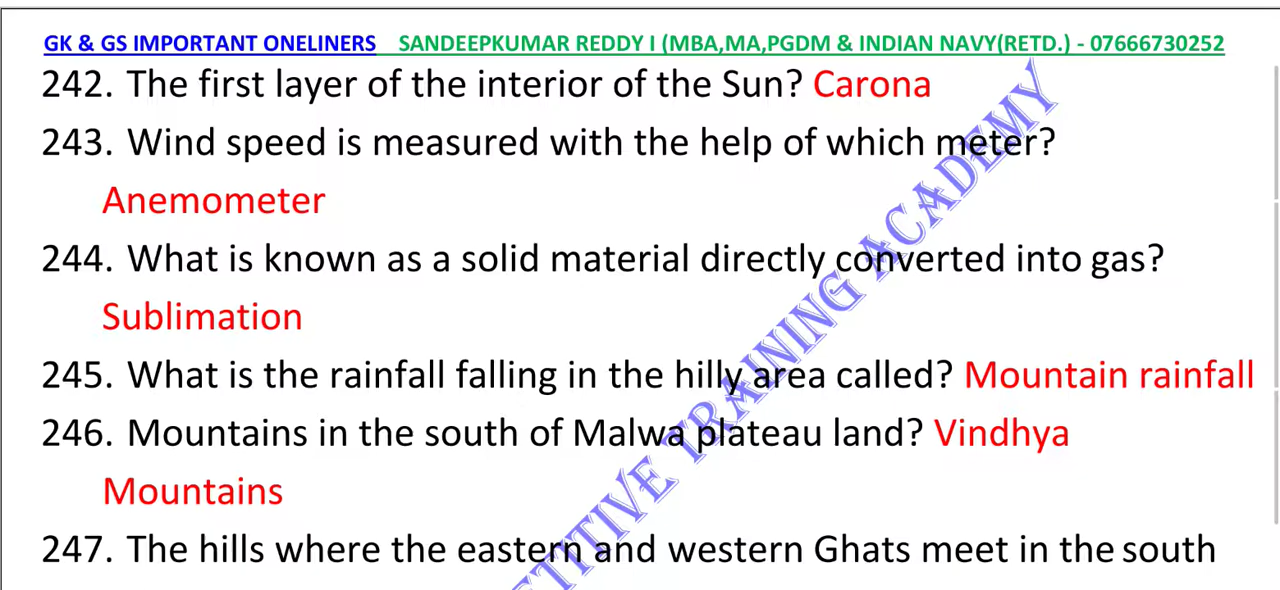 GK & GS IMPORTANT ONELINERS SANDEEPKUMAR REDDY I (MBA,MA,PGDM & INDIAN NAVY(RETD.) - 07666730252
242. The first layer of the interior of the Sun? Carona
243. Wind speed is measured with the help of which meter?
Anemometer
244. What is known as a solid material directly converted into gas?
Sublimation
245. What is the rainfall falling in the hilly area called? Mountain rainfall
246. Mountains in the south of Malwa plateau land? Vindhya
Mountains
247. The hills where the eastern and western Ghats meet in the south
TRAINING ACADEMY